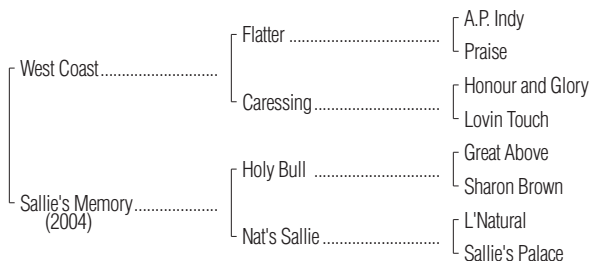 A.P. Indy
Flatter
Praise
West Coast
Honour and Glory
Caressing
Lovin Touch
Great Above
Holy Bull
Sharon Brown
Sallie's Memory
(2004)
L'Natural
Nat's Sallie
Sallie's Palace